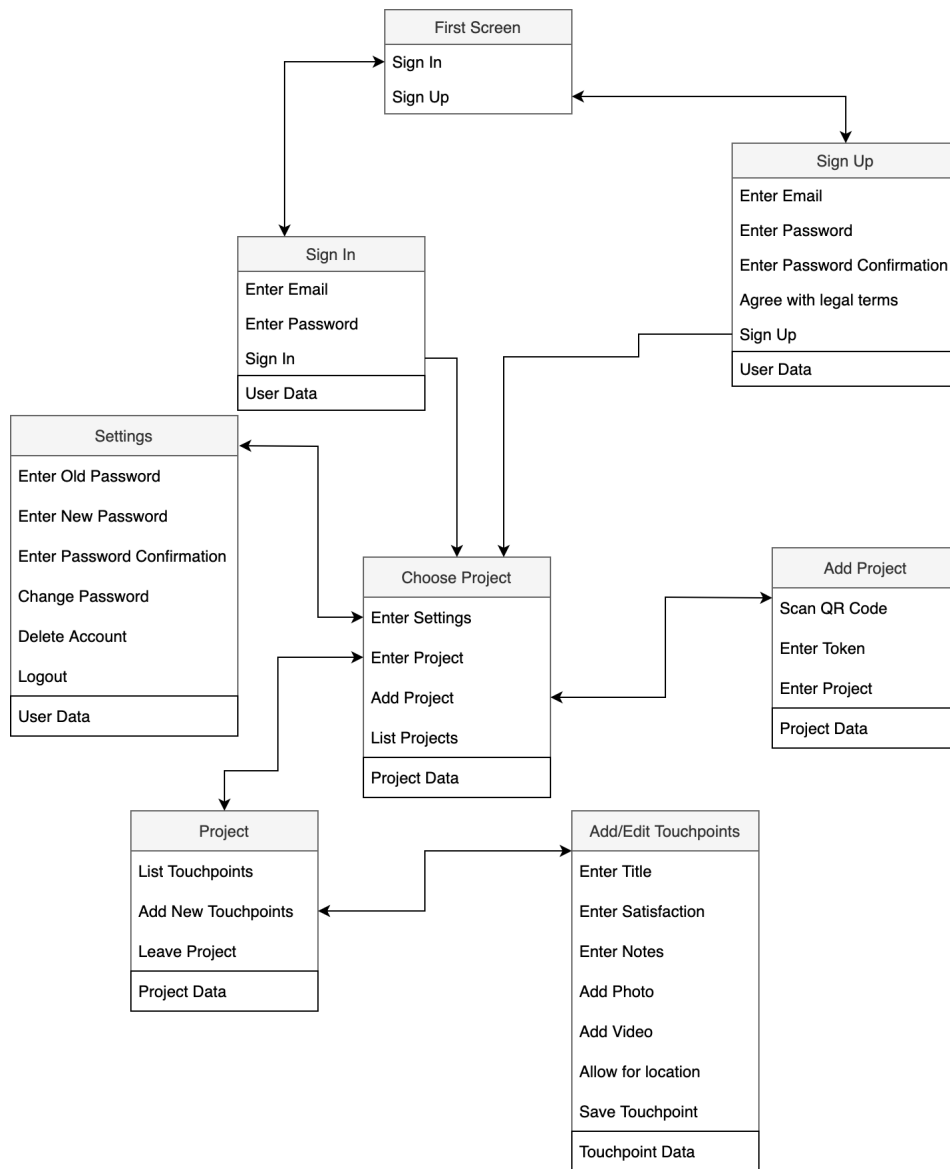 First Screen
Sign In
Sign Up
Sign Up
Enter Email
Enter Password
Enter Password Confirmation
Agree with legal terms
Sign Up
User Data
Sign In
Enter Email
Enter Password
Sign In
User Data
Settings
Enter Old Password
Enter New Password
Enter Password Confirmation
Change Password
Delete Account
Logout
User Data
Choose Project
Enter Settings
Enter Project
Add Project
List Projects
Project Data
Add Project
Scan QR Code
Enter Token
Enter Project
Project Data
Project
List Touchpoints
Add New Touchpoints
Leave Project
Project Data
Add/Edit Touchpoints
Enter Title
Enter Satisfaction
Enter Notes
Add Photo
Add Video
Allow for location
Save Touchpoint
Touchpoint Data